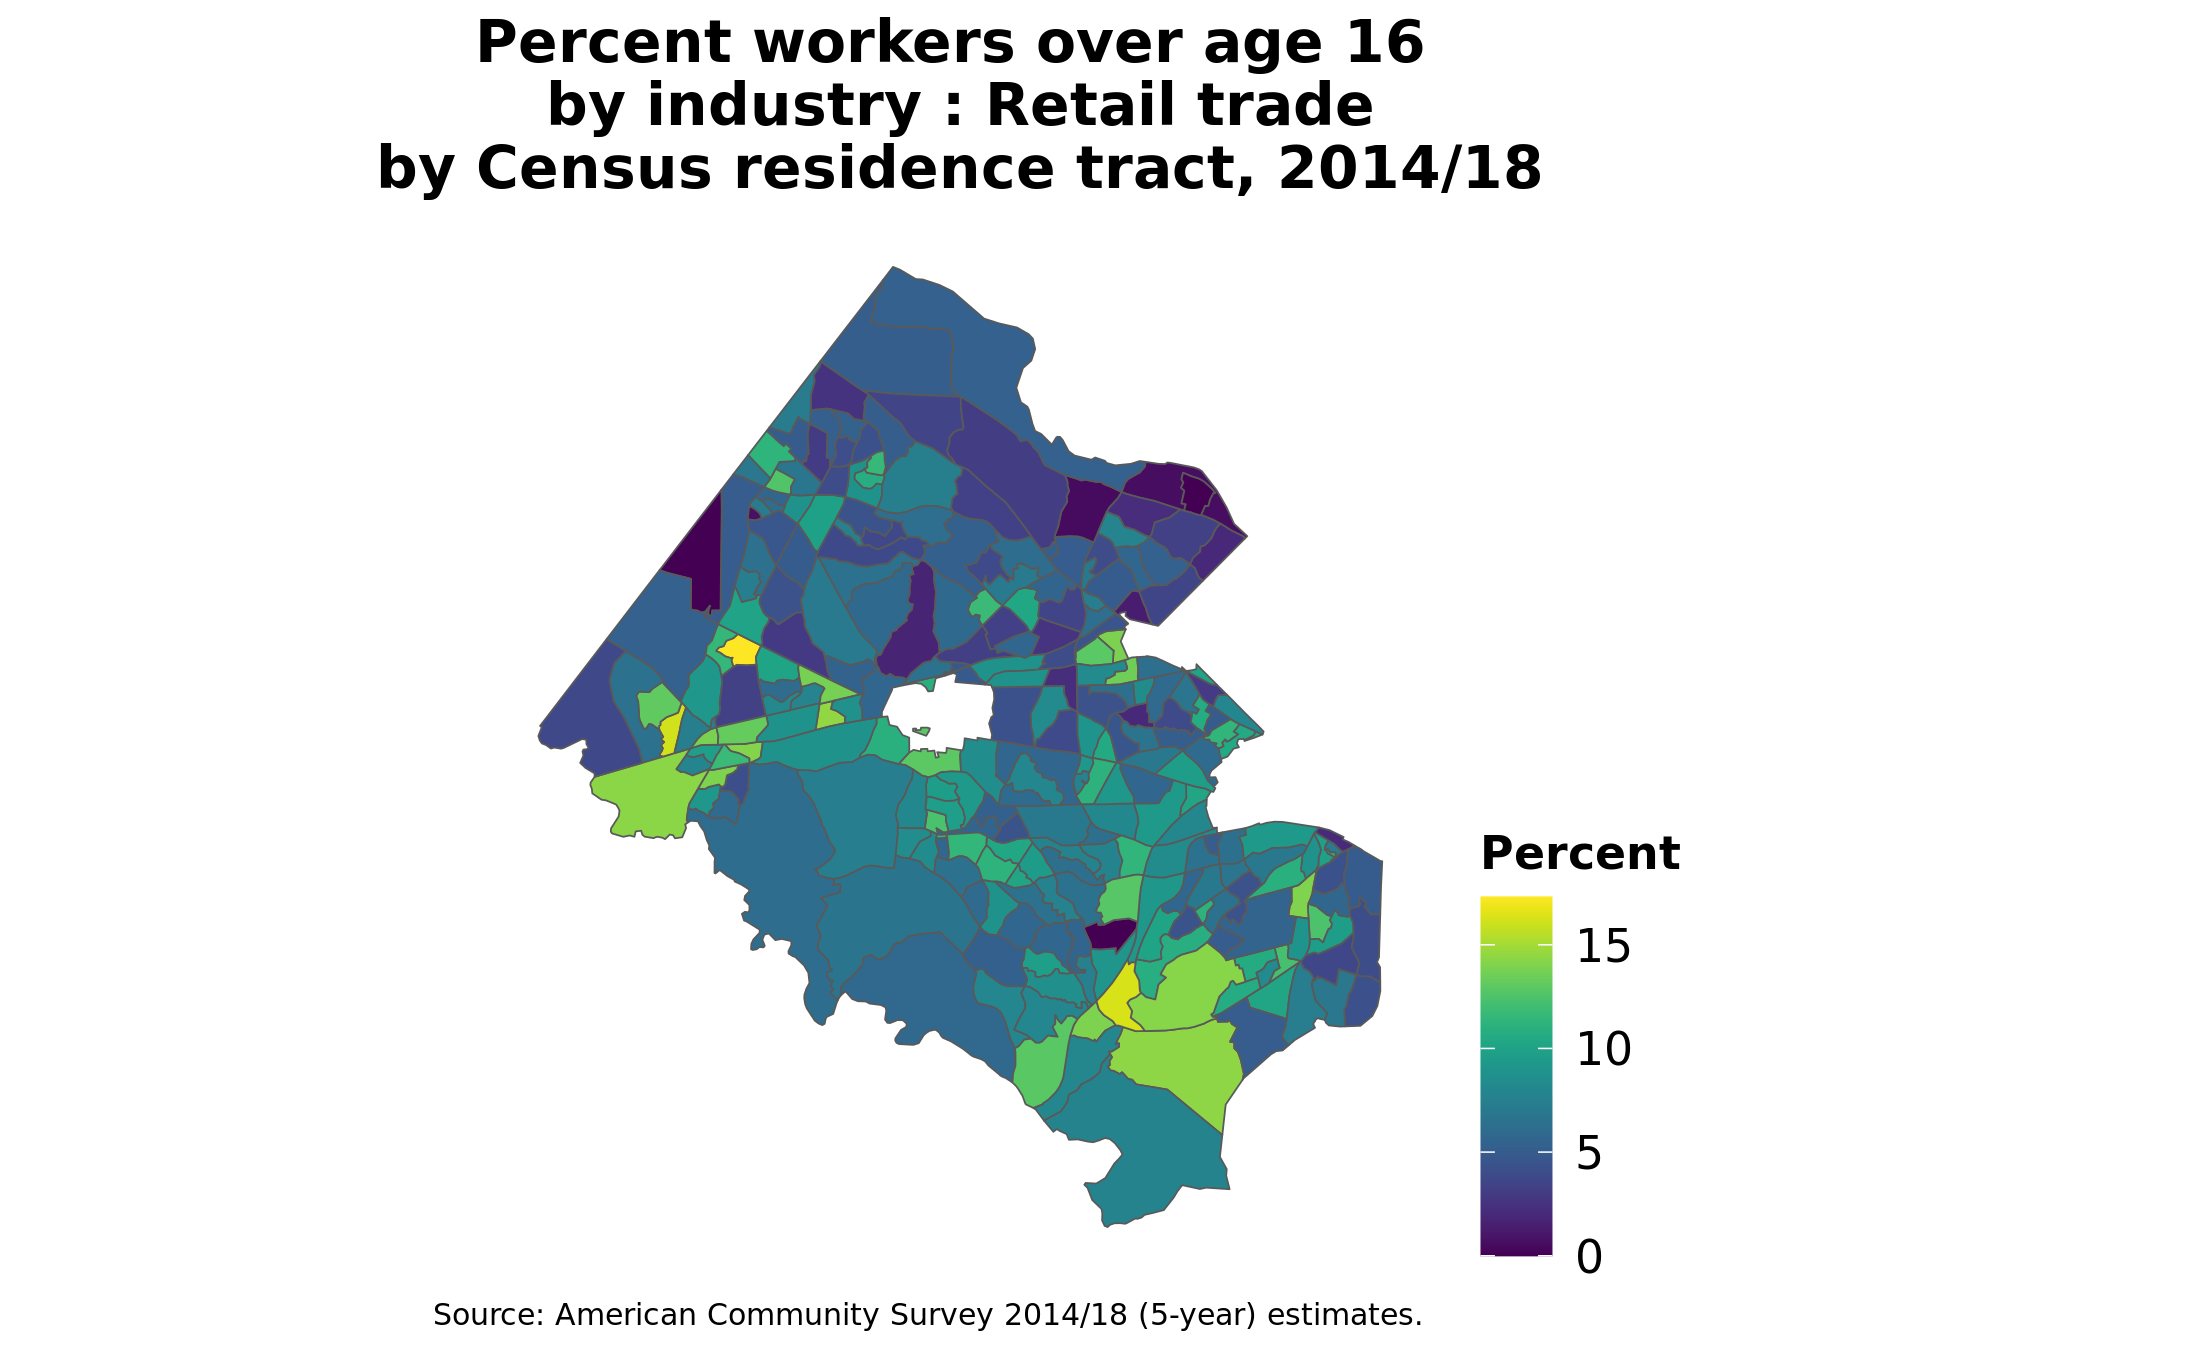 Percent workers over age 16
by industry : Retail trade
by Census residence tract, 2014/18
Percent
15
10
5
0
Source: American Community Survey 2014/18 (5-year) estimates.